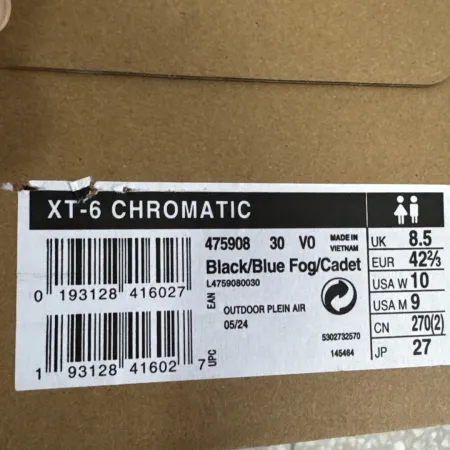 XT-6 CHROMATIC
475908 30 V0 MADE IN VIETNAM
Black/Blue Fog/Cadet
L4759080030
0 193128 416027
EAN
OUTDOOR PLEIN AIR
05/24
5302732570
145464
1 93128 41602 7
UPC
UK 8.5
EUR 42⅔
USA W 10
USA M 9
CN 270(2)
JP 27